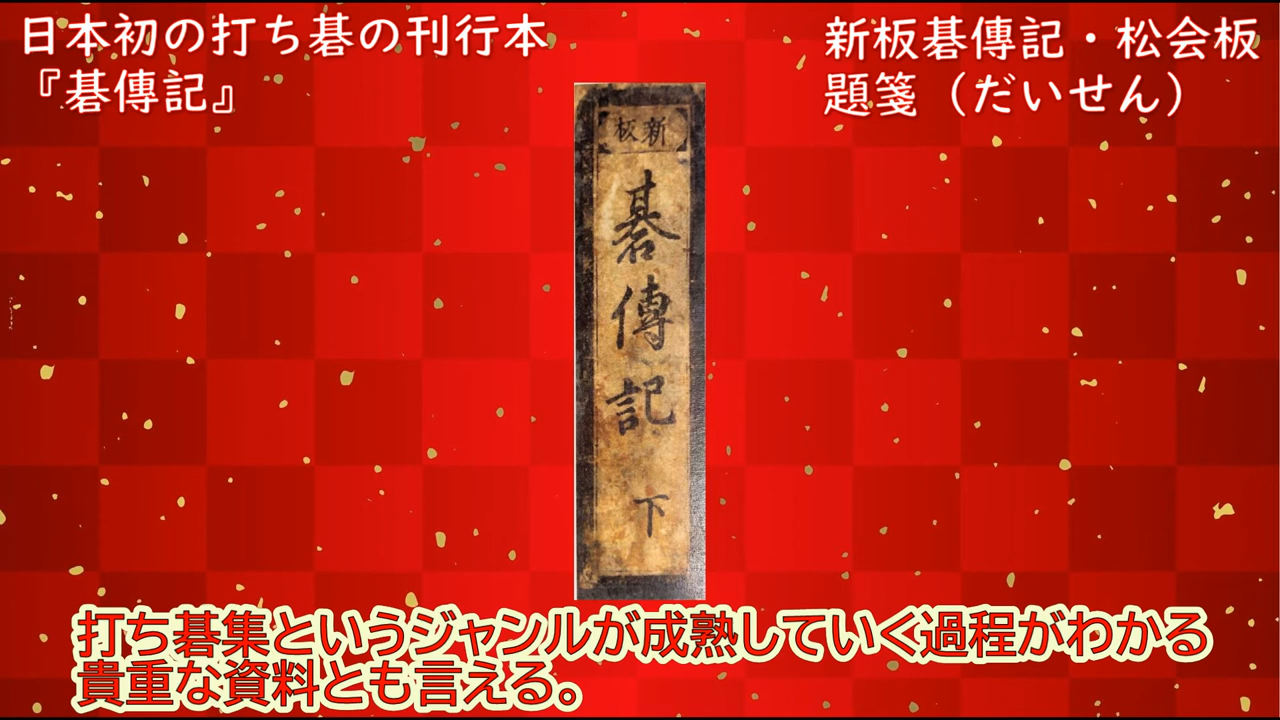 日本初の打ち碁の刊行本
『碁傳記』
新板碁傳記・松会板
題箋（だいせん）
新板
碁傳記 下
打ち碁集というジャンルが成熟していく過程がわかる
貴重な資料とも言える。